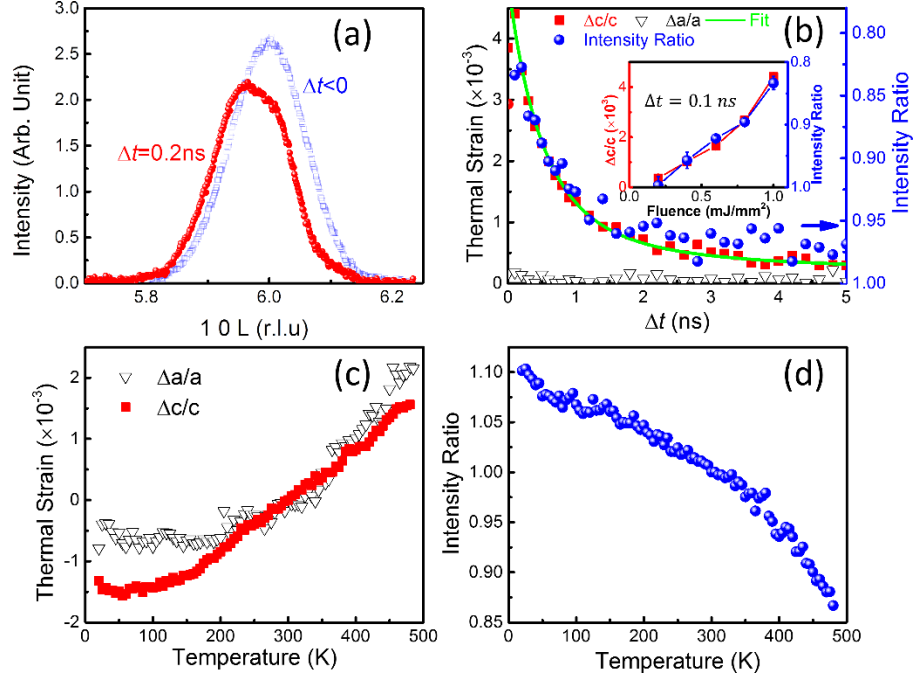 (a)
3.0
2.5
2.0
1.5
1.0
0.5
0.0
Intensity (Arb. Unit)
Δt<0
Δt=0.2ns
5.8 6.0 6.2
1 0 L (r.l.u)
(b)
Δc/c Δa/a Fit
Intensity Ratio
4
3
2
1
0
Thermal Strain (×10⁻³)
0.80
0.85
0.90
0.95
1.00
Intensity Ratio
0 1 2 3 4 5
Δt (ns)
Δt = 0.1 ns
4
2
0
Δc/c (×10³)
0.8
0.9
1.0
Intensity Ratio
0.0 0.5 1.0
Fluence (mJ/mm²)
(c)
Δa/a
Δc/c
2
1
0
-1
-2
Thermal Strain (×10⁻³)
0 100 200 300 400 500
Temperature (K)
(d)
1.10
1.05
1.00
0.95
0.90
0.85
Intensity Ratio
0 100 200 300 400 500
Temperature (K)